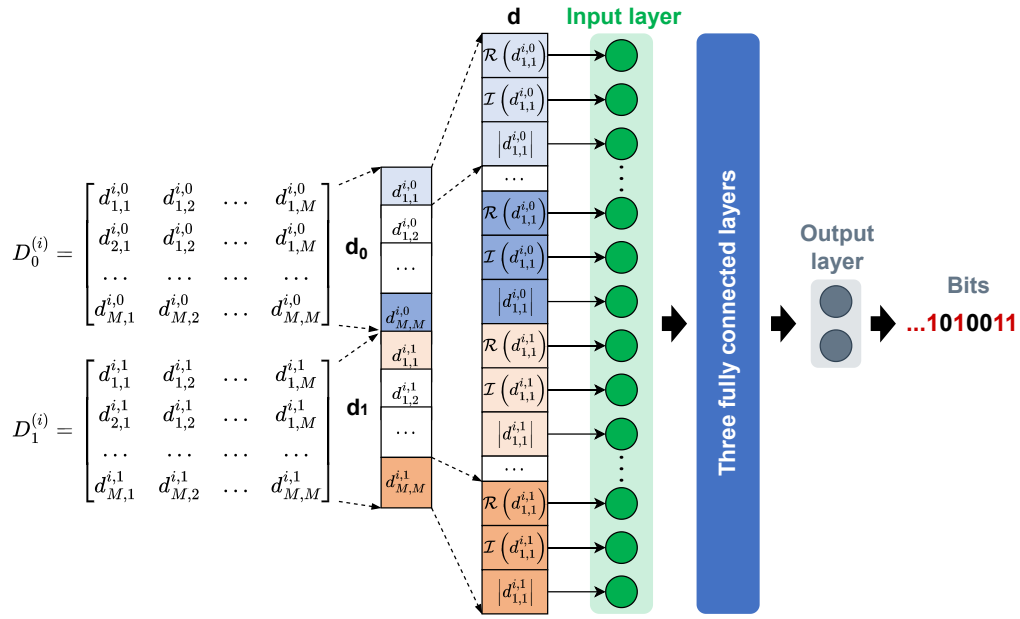 d
Input layer
D_0^{(i)} =
d_{1,1}^{i,0} d_{1,2}^{i,0} … d_{1,M}^{i,0}
d_{2,1}^{i,0} d_{1,2}^{i,0} … d_{1,M}^{i,0}
… … … …
d_{M,1}^{i,0} d_{M,2}^{i,0} … d_{M,M}^{i,0}
D_1^{(i)} =
d_{1,1}^{i,1} d_{1,2}^{i,1} … d_{1,M}^{i,1}
d_{2,1}^{i,1} d_{1,2}^{i,1} … d_{1,M}^{i,1}
… … … …
d_{M,1}^{i,1} d_{M,2}^{i,1} … d_{M,M}^{i,1}
d_0
d_{1,1}^{i,0}
d_{1,2}^{i,0}
…
d_{M,M}^{i,0}
d_1
d_{1,1}^{i,1}
d_{1,2}^{i,1}
…
d_{M,M}^{i,1}
R(d_{1,1}^{i,0})
I(d_{1,1}^{i,0})
|d_{1,1}^{i,0}|
…
R(d_{1,1}^{i,0})
I(d_{1,1}^{i,0})
|d_{1,1}^{i,0}|
R(d_{1,1}^{i,1})
I(d_{1,1}^{i,1})
|d_{1,1}^{i,1}|
…
R(d_{1,1}^{i,1})
I(d_{1,1}^{i,1})
|d_{1,1}^{i,1}|
Three fully connected layers
Output
layer
Bits
...1010011